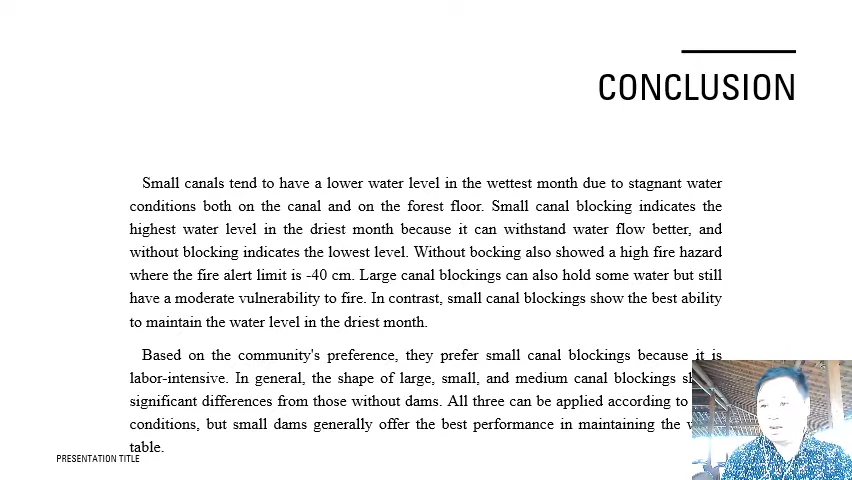 CONCLUSION
Small canals tend to have a lower water level in the wettest month due to stagnant water
conditions both on the canal and on the forest floor. Small canal blocking indicates the
highest water level in the driest month because it can withstand water flow better, and
without blocking indicates the lowest level. Without bocking also showed a high fire hazard
where the fire alert limit is -40 cm. Large canal blockings can also hold some water but still
have a moderate vulnerability to fire. In contrast, small canal blockings show the best ability
to maintain the water level in the driest month.
Based on the community's preference, they prefer small canal blockings because it is
labor-intensive. In general, the shape of large, small, and medium canal blockings
significant differences from those without dams. All three can be applied according to
conditions, but small dams generally offer the best performance in maintaining the
table.
PRESENTATION TITLE